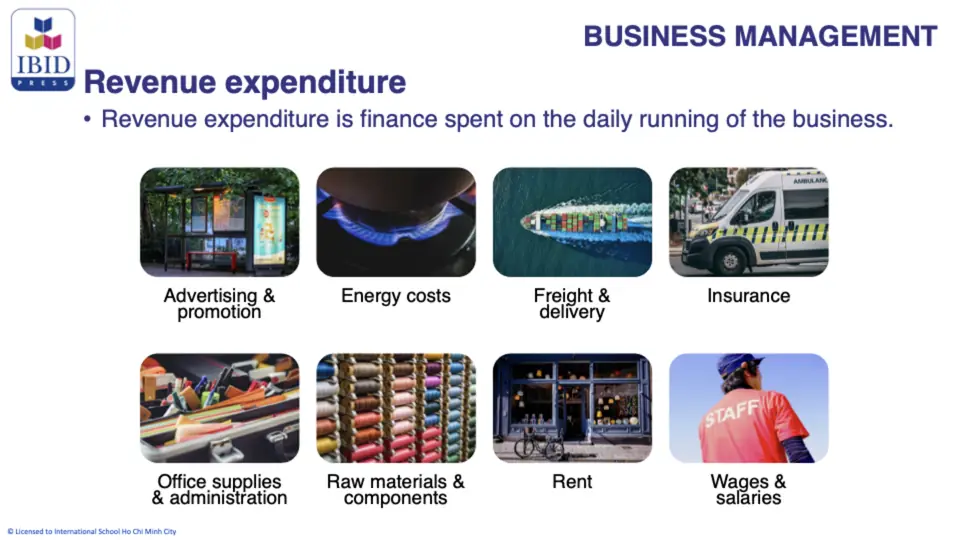 IBID
PRESS
BUSINESS MANAGEMENT
Revenue expenditure
• Revenue expenditure is finance spent on the daily running of the business.
AMBULANC
Advertising &
promotion
Energy costs
Freight &
delivery
Insurance
STAFF
Office supplies
& administration
Raw materials &
components
Rent
Wages &
salaries
© Licensed to International School Ho Chi Minh City